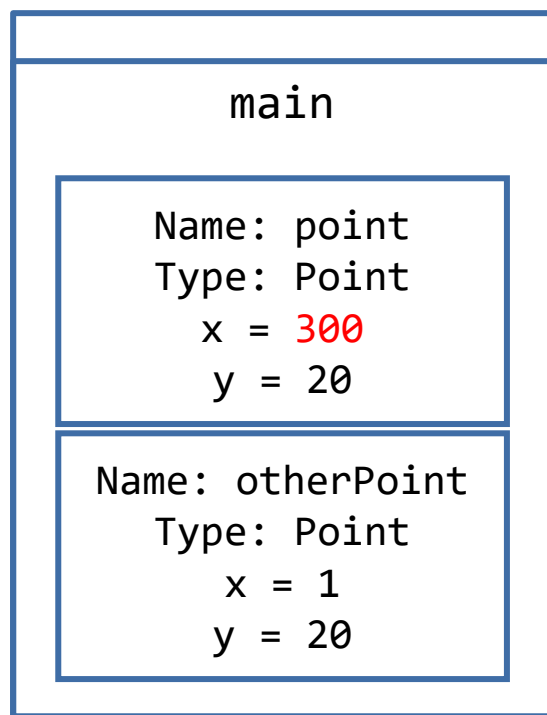 main
Name: point
Type: Point
x = 300
y = 20
Name: otherPoint
Type: Point
x = 1
y = 20